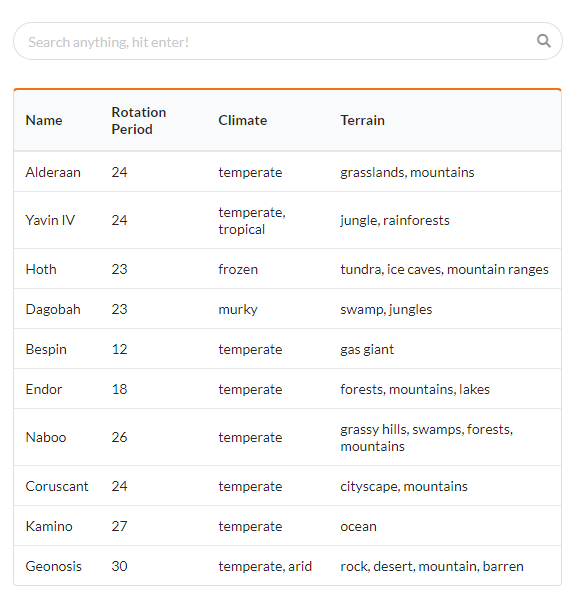 Search anything, hit enter!
Name Rotation Period Climate Terrain
Alderaan 24 temperate grasslands, mountains
Yavin IV 24 temperate, tropical jungle, rainforests
Hoth 23 frozen tundra, ice caves, mountain ranges
Dagobah 23 murky swamp, jungles
Bespin 12 temperate gas giant
Endor 18 temperate forests, mountains, lakes
Naboo 26 temperate grassy hills, swamps, forests, mountains
Coruscant 24 temperate cityscape, mountains
Kamino 27 temperate ocean
Geonosis 30 temperate, arid rock, desert, mountain, barren